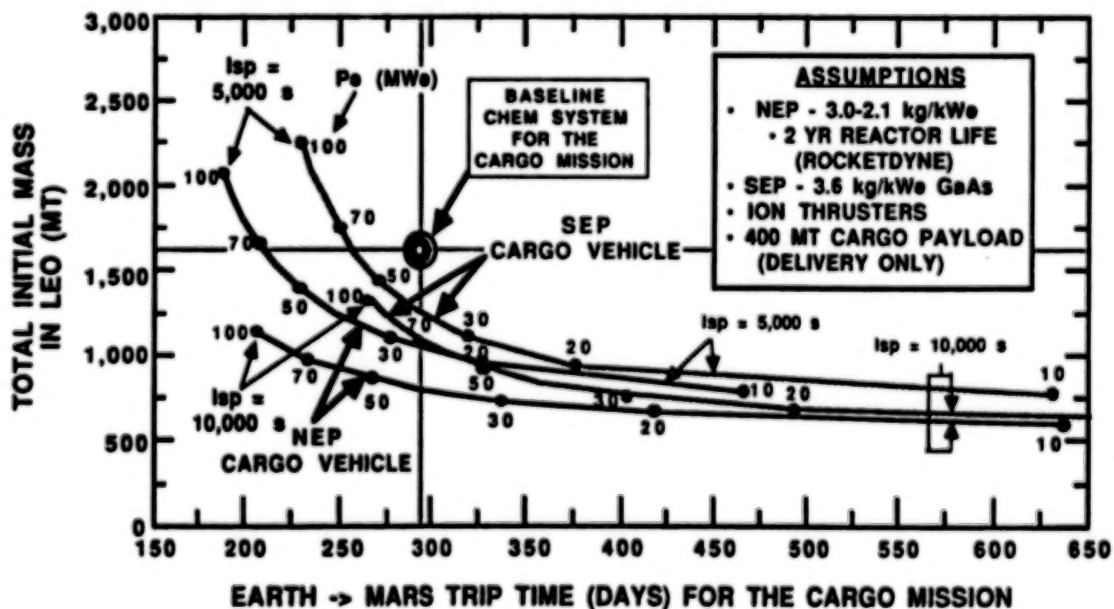 3,000
2,500
2,000
1,500
1,000
500
0
TOTAL INITIAL MASS
IN LEO (MT)
Isp =
5,000 s
Pe (MWe)
100
100
70
70
50
50
100
30
70
20
30
20
50
10
10
30
20
100
70
50
30
20
10
BASELINE
CHEM SYSTEM
FOR THE
CARGO MISSION
SEP
CARGO VEHICLE
ASSUMPTIONS
• NEP - 3.0-2.1 kg/kWe
• 2 YR REACTOR LIFE
(ROCKETDYNE)
• SEP - 3.6 kg/kWe GaAs
• ION THRUSTERS
• 400 MT CARGO PAYLOAD
(DELIVERY ONLY)
Isp = 5,000 s
Isp = 10,000 s
Isp =
10,000 s
NEP
CARGO VEHICLE
150 200 250 300 350 400 450 500 550 600 650
EARTH -> MARS TRIP TIME (DAYS) FOR THE CARGO MISSION